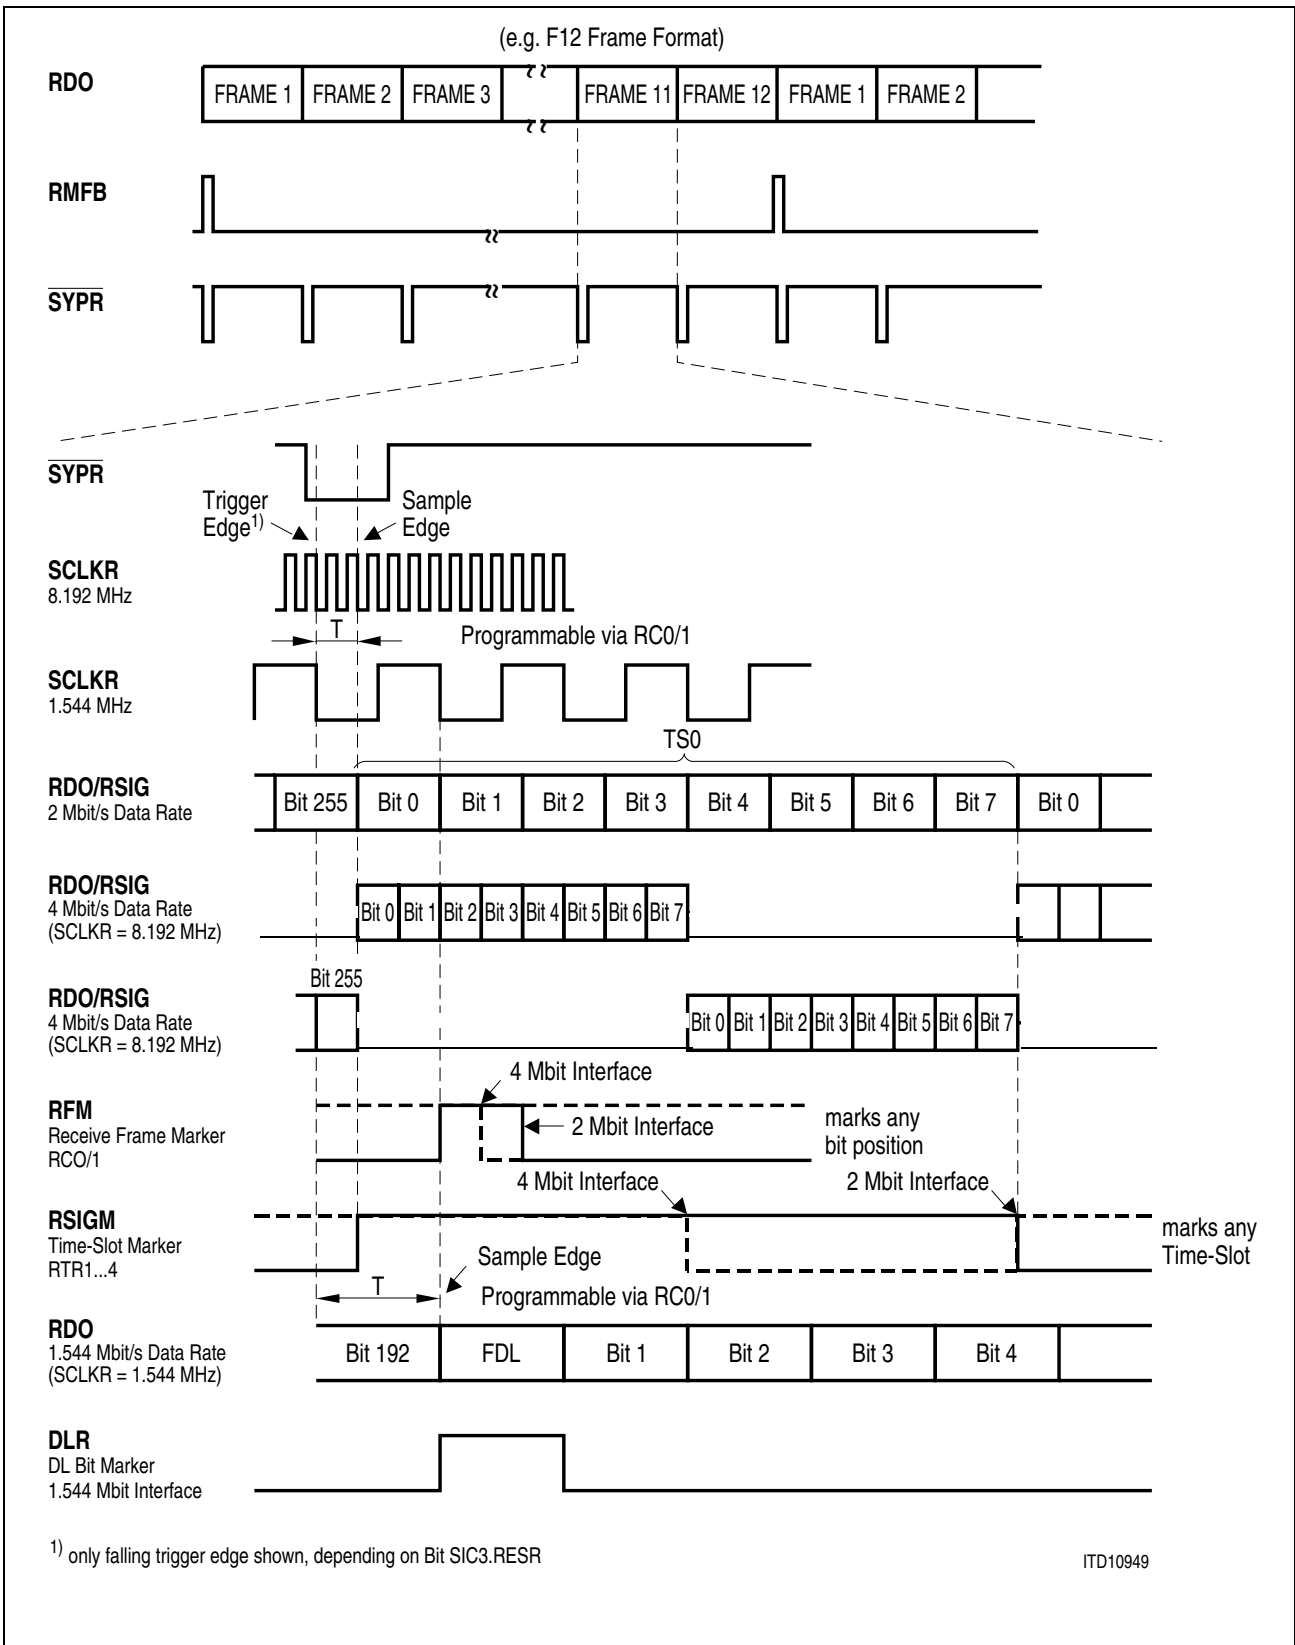 (e.g. F12 Frame Format)
RDO
FRAME 1 FRAME 2 FRAME 3 FRAME 11 FRAME 12 FRAME 1 FRAME 2
RMFB
SYPR
SYPR
Trigger
Edge1)
Sample
Edge
SCLKR
8.192 MHz
T
Programmable via RC0/1
SCLKR
1.544 MHz
TS0
RDO/RSIG
2 Mbit/s Data Rate
Bit 255 Bit 0 Bit 1 Bit 2 Bit 3 Bit 4 Bit 5 Bit 6 Bit 7 Bit 0
RDO/RSIG
4 Mbit/s Data Rate
(SCLKR = 8.192 MHz)
Bit 0 Bit 1 Bit 2 Bit 3 Bit 4 Bit 5 Bit 6 Bit 7
Bit 255
RDO/RSIG
4 Mbit/s Data Rate
(SCLKR = 8.192 MHz)
Bit 0 Bit 1 Bit 2 Bit 3 Bit 4 Bit 5 Bit 6 Bit 7
4 Mbit Interface
RFM
Receive Frame Marker
RCO/1
2 Mbit Interface
marks any
bit position
4 Mbit Interface
2 Mbit Interface
RSIGM
Time-Slot Marker
RTR1...4
marks any
Time-Slot
Sample Edge
T
Programmable via RC0/1
RDO
1.544 Mbit/s Data Rate
(SCLKR = 1.544 MHz)
Bit 192 FDL Bit 1 Bit 2 Bit 3 Bit 4
DLR
DL Bit Marker
1.544 Mbit Interface
1) only falling trigger edge shown, depending on Bit SIC3.RESR
ITD10949